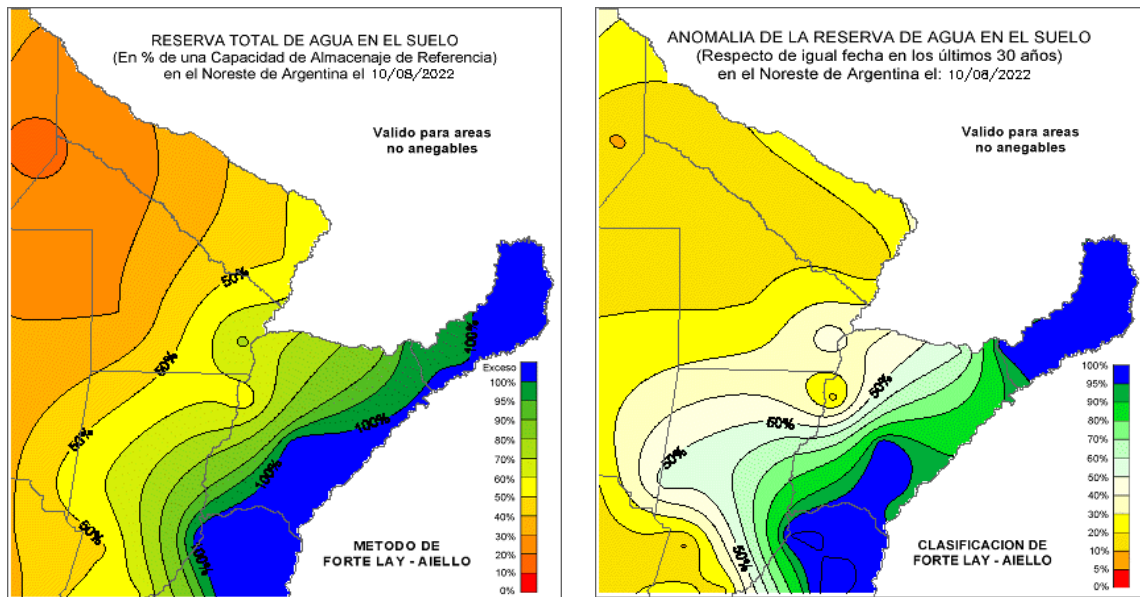 RESERVA TOTAL DE AGUA EN EL SUELO
(En % de una Capacidad de Almacenaje de Referencia)
en el Noreste de Argentina el 10/08/2022
Valido para areas
no anegables
50%
50%
50%
50%
100%
100%
100%
100%
Exceso
100%
95%
90%
80%
70%
60%
50%
40%
30%
20%
10%
0%
METODO DE
FORTE LAY - AIELLO
ANOMALIA DE LA RESERVA DE AGUA EN EL SUELO
(Respecto de igual fecha en los últimos 30 años)
en el Noreste de Argentina el: 10/08/2022
Valido para areas
no anegables
50%
50%
50%
50%
100%
95%
90%
80%
70%
60%
50%
40%
30%
20%
10%
5%
0%
CLASIFICACION DE
FORTE LAY - AIELLO